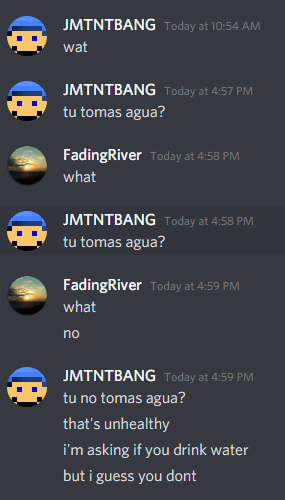 JMTNTBANG Today at 10:54 AM
wat
JMTNTBANG Today at 4:57 PM
tu tomas agua?
FadingRiver Today at 4:58 PM
what
JMTNTBANG Today at 4:58 PM
tu tomas agua?
FadingRiver Today at 4:59 PM
what
no
JMTNTBANG Today at 4:59 PM
tu no tomas agua?
that's unhealthy
i'm asking if you drink water
but i guess you dont